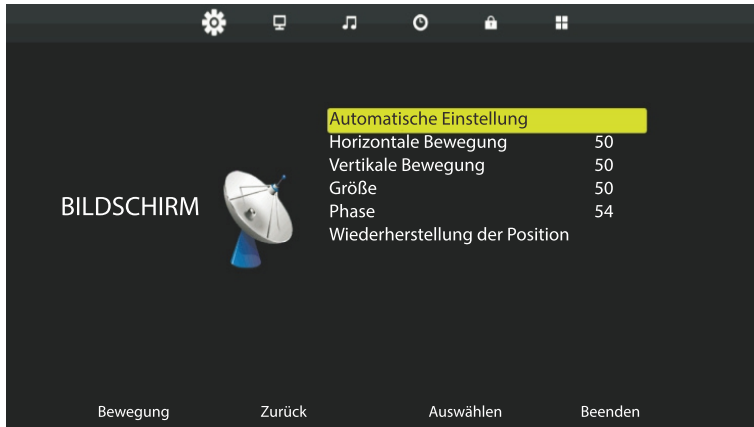 Automatische Einstellung
Horizontale Bewegung 50
Vertikale Bewegung 50
Größe 50
BILDSCHIRM
Phase 54
Wiederherstellung der Position
Bewegung Zurück Auswählen Beenden